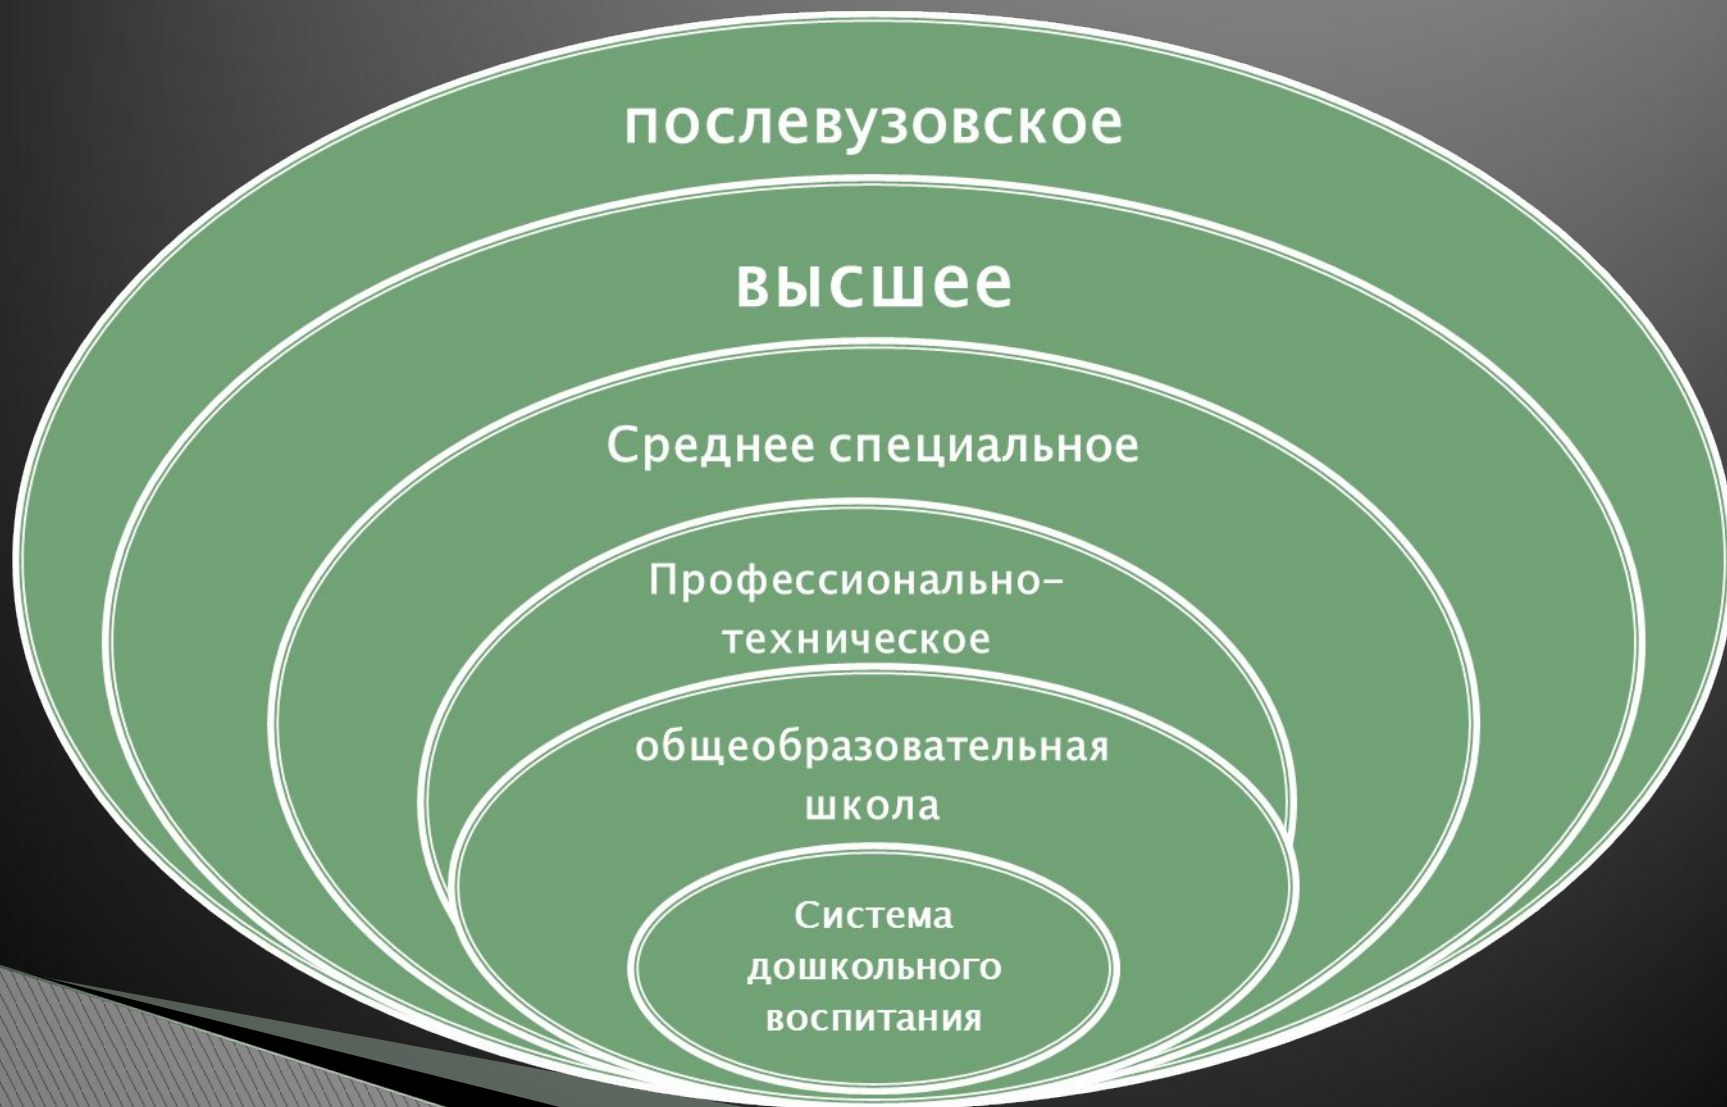 послевузовское
высшее
Среднее специальное
Профессионально-
техническое
общеобразовательная
школа
Система
дошкольного
воспитания